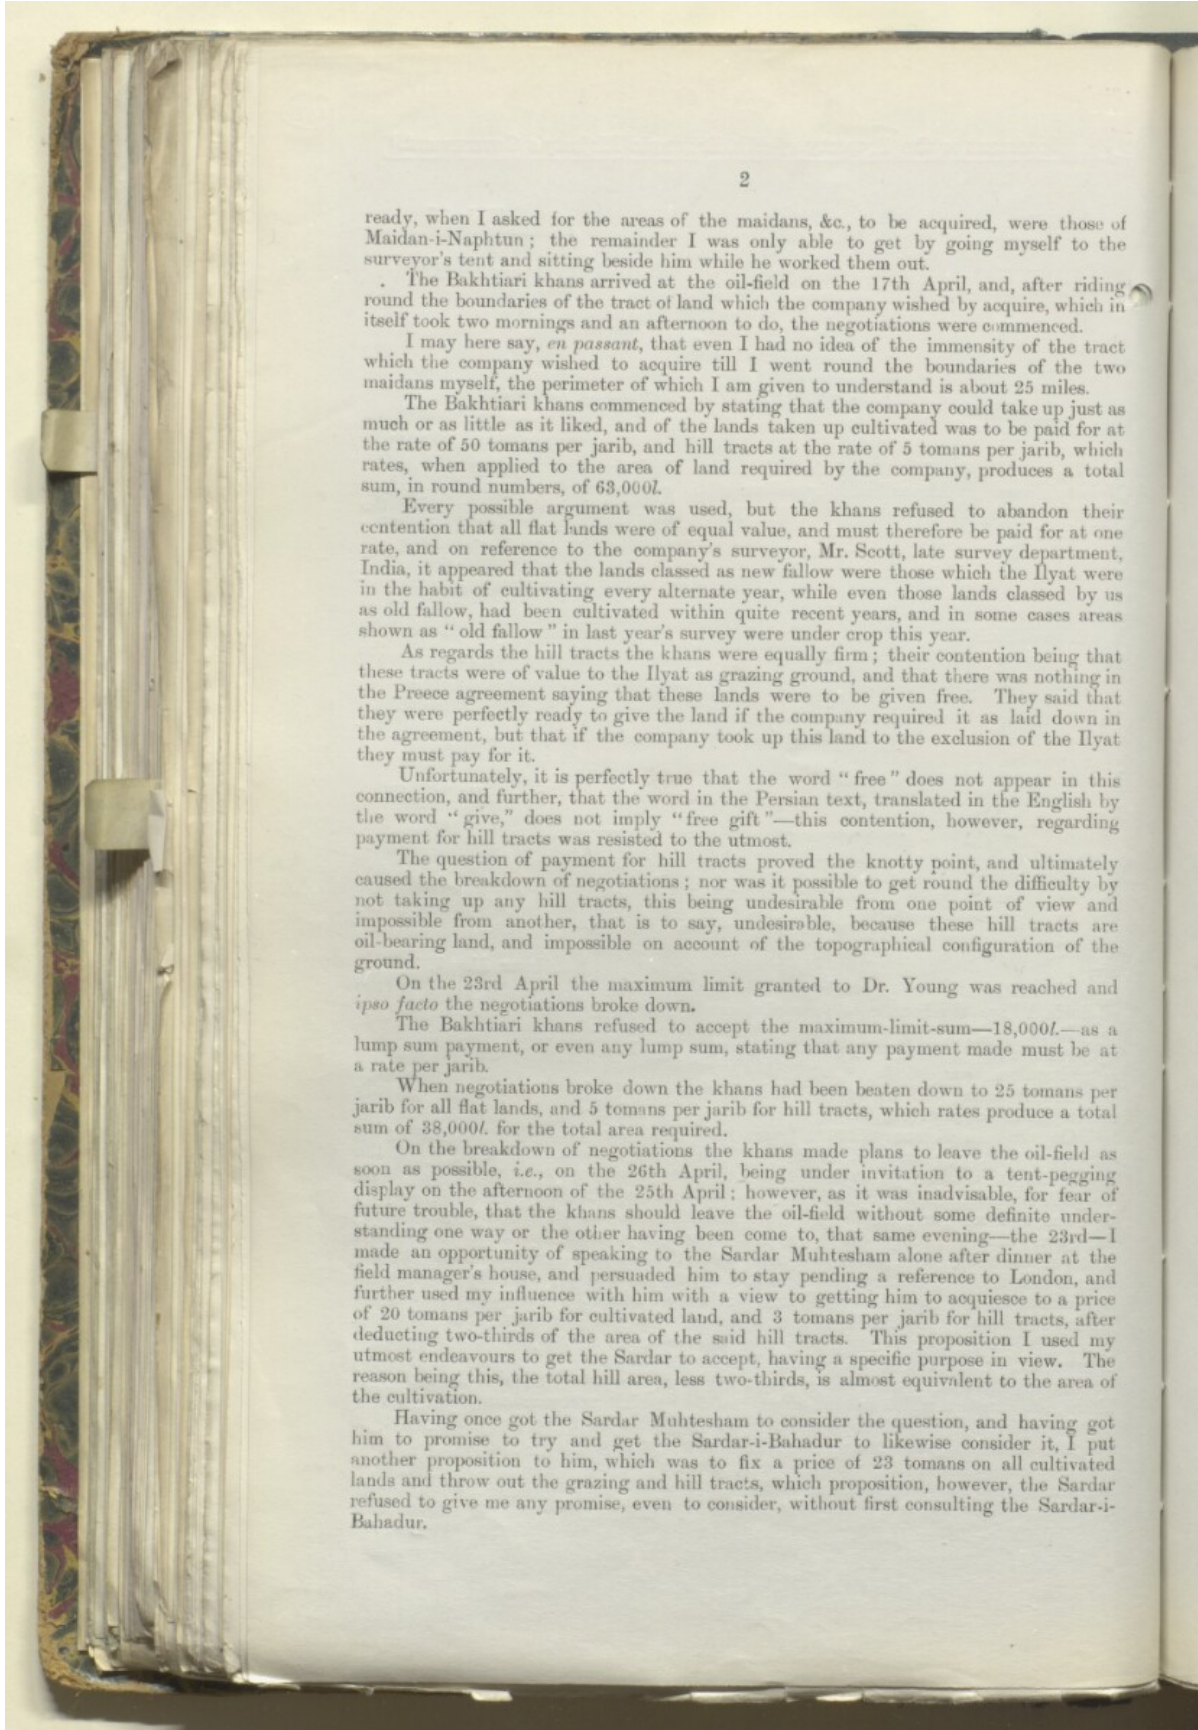 2
ready, when I asked for the areas of the maidans, &c., to be acquired, were those of
Maidan-i-Naphtun; the remainder I was only able to get by going myself to the
surveyor's tent and sitting beside him while he worked them out.
. The Bakhtiari khans arrived at the oil-field on the 17th April, and, after riding
round the boundaries of the tract of land which the company wished by acquire, which in
itself took two mornings and an afternoon to do, the negotiations were commenced.
I may here say, en passant, that even I had no idea of the immensity of the tract
which the company wished to acquire till I went round the boundaries of the two
maidans myself, the perimeter of which I am given to understand is about 25 miles.
The Bakhtiari khans commenced by stating that the company could take up just as
much or as little as it liked, and of the lands taken up cultivated was to be paid for at
the rate of 50 tomans per jarib, and hill tracts at the rate of 5 tomans per jarib, which
rates, when applied to the area of land required by the company, produces a total
sum, in round numbers, of 63,000l.
Every possible argument was used, but the khans refused to abandon their
contention that all flat lands were of equal value, and must therefore be paid for at one
rate, and on reference to the company's surveyor, Mr. Scott, late survey department,
India, it appeared that the lands classed as new fallow were those which the Ilyat were
in the habit of cultivating every alternate year, while even those lands classed by us
as old fallow, had been cultivated within quite recent years, and in some cases areas
shown as "old fallow" in last year's survey were under crop this year.
As regards the hill tracts the khans were equally firm; their contention being that
these tracts were of value to the Ilyat as grazing ground, and that there was nothing in
the Preece agreement saying that these lands were to be given free. They said that
they were perfectly ready to give the land if the company required it as laid down in
the agreement, but that if the company took up this land to the exclusion of the Ilyat
they must pay for it.
Unfortunately, it is perfectly true that the word "free" does not appear in this
connection, and further, that the word in the Persian text, translated in the English by
the word "give," does not imply "free gift"—this contention, however, regarding
payment for hill tracts was resisted to the utmost.
The question of payment for hill tracts proved the knotty point, and ultimately
caused the breakdown of negotiations; nor was it possible to get round the difficulty by
not taking up any hill tracts, this being undesirable from one point of view and
impossible from another, that is to say, undesirable, because these hill tracts are
oil-bearing land, and impossible on account of the topographical configuration of the
ground.
On the 23rd April the maximum limit granted to Dr. Young was reached and
ipso facto the negotiations broke down.
The Bakhtiari khans refused to accept the maximum-limit-sum—18,000l.—as a
lump sum payment, or even any lump sum, stating that any payment made must be at
a rate per jarib.
When negotiations broke down the khans had been beaten down to 25 tomans per
jarib for all flat lands, and 5 tomans per jarib for hill tracts, which rates produce a total
sum of 38,000l. for the total area required.
On the breakdown of negotiations the khans made plans to leave the oil-field as
soon as possible, i.e., on the 26th April, being under invitation to a tent-pegging
display on the afternoon of the 25th April; however, as it was inadvisable, for fear of
future trouble, that the khans should leave the oil-field without some definite under-
standing one way or the other having been come to, that same evening—the 23rd—I
made an opportunity of speaking to the Sardar Muhtesham alone after dinner at the
field manager's house, and persuaded him to stay pending a reference to London, and
further used my influence with him with a view to getting him to acquiesce to a price
of 20 tomans per jarib for cultivated land, and 3 tomans per jarib for hill tracts, after
deducting two-thirds of the area of the said hill tracts. This proposition I used my
utmost endeavours to get the Sardar to accept, having a specific purpose in view. The
reason being this, the total hill area, less two-thirds, is almost equivalent to the area of
the cultivation.
Having once got the Sardar Muhtesham to consider the question, and having got
him to promise to try and get the Sardar-i-Bahadur to likewise consider it, I put
another proposition to him, which was to fix a price of 23 tomans on all cultivated
lands and throw out the grazing and hill tracts, which proposition, however, the Sardar
refused to give me any promise, even to consider, without first consulting the Sardar-i-
Bahadur.